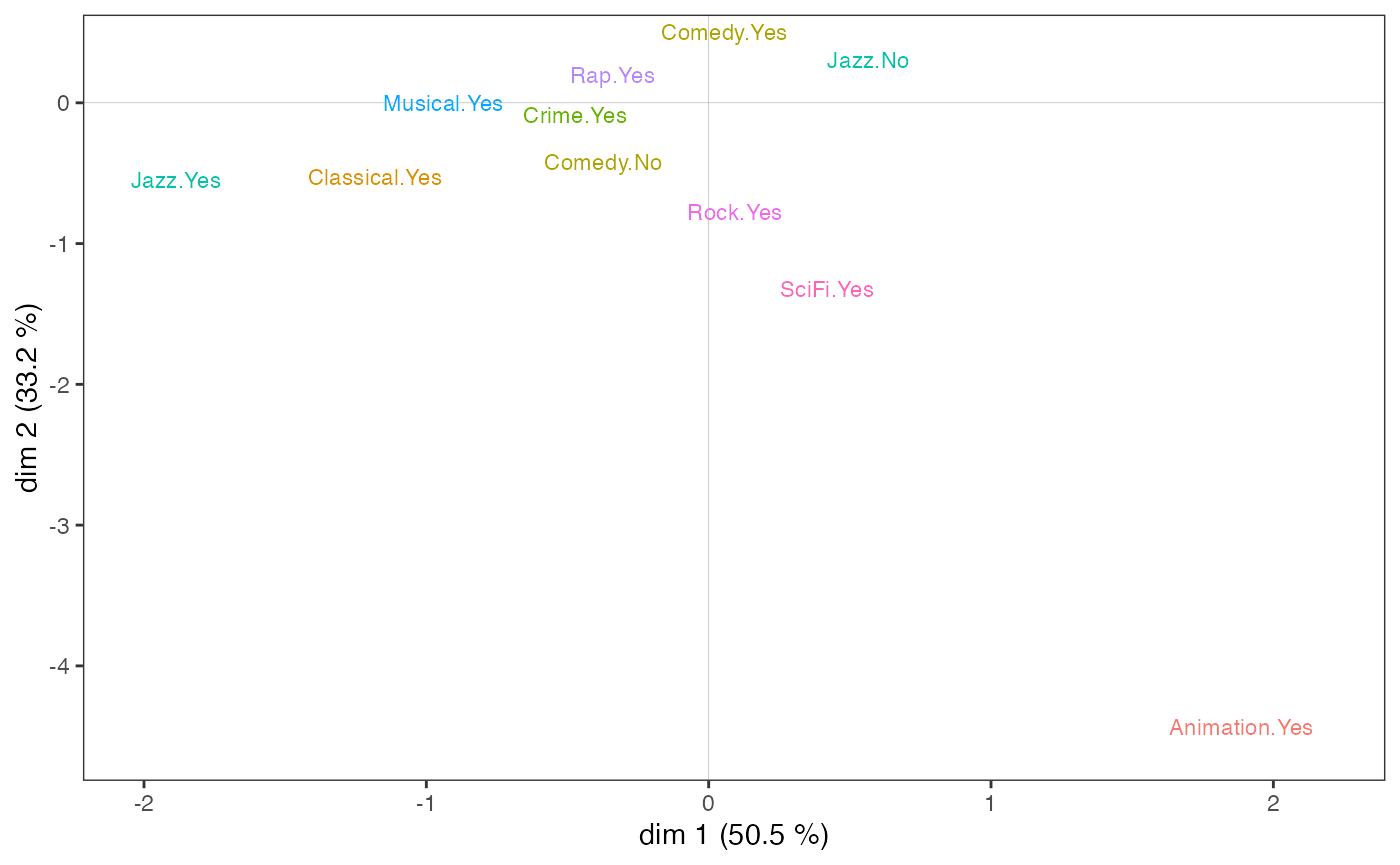 Comedy.Yes
Jazz.No
Rap.Yes
Musical.Yes
Crime.Yes
Comedy.No
Jazz.Yes
Classical.Yes
Rock.Yes
SciFi.Yes
Animation.Yes
0
-1
-2
-3
-4
dim 2 (33.2 %)
-2 -1 0 1 2
dim 1 (50.5 %)